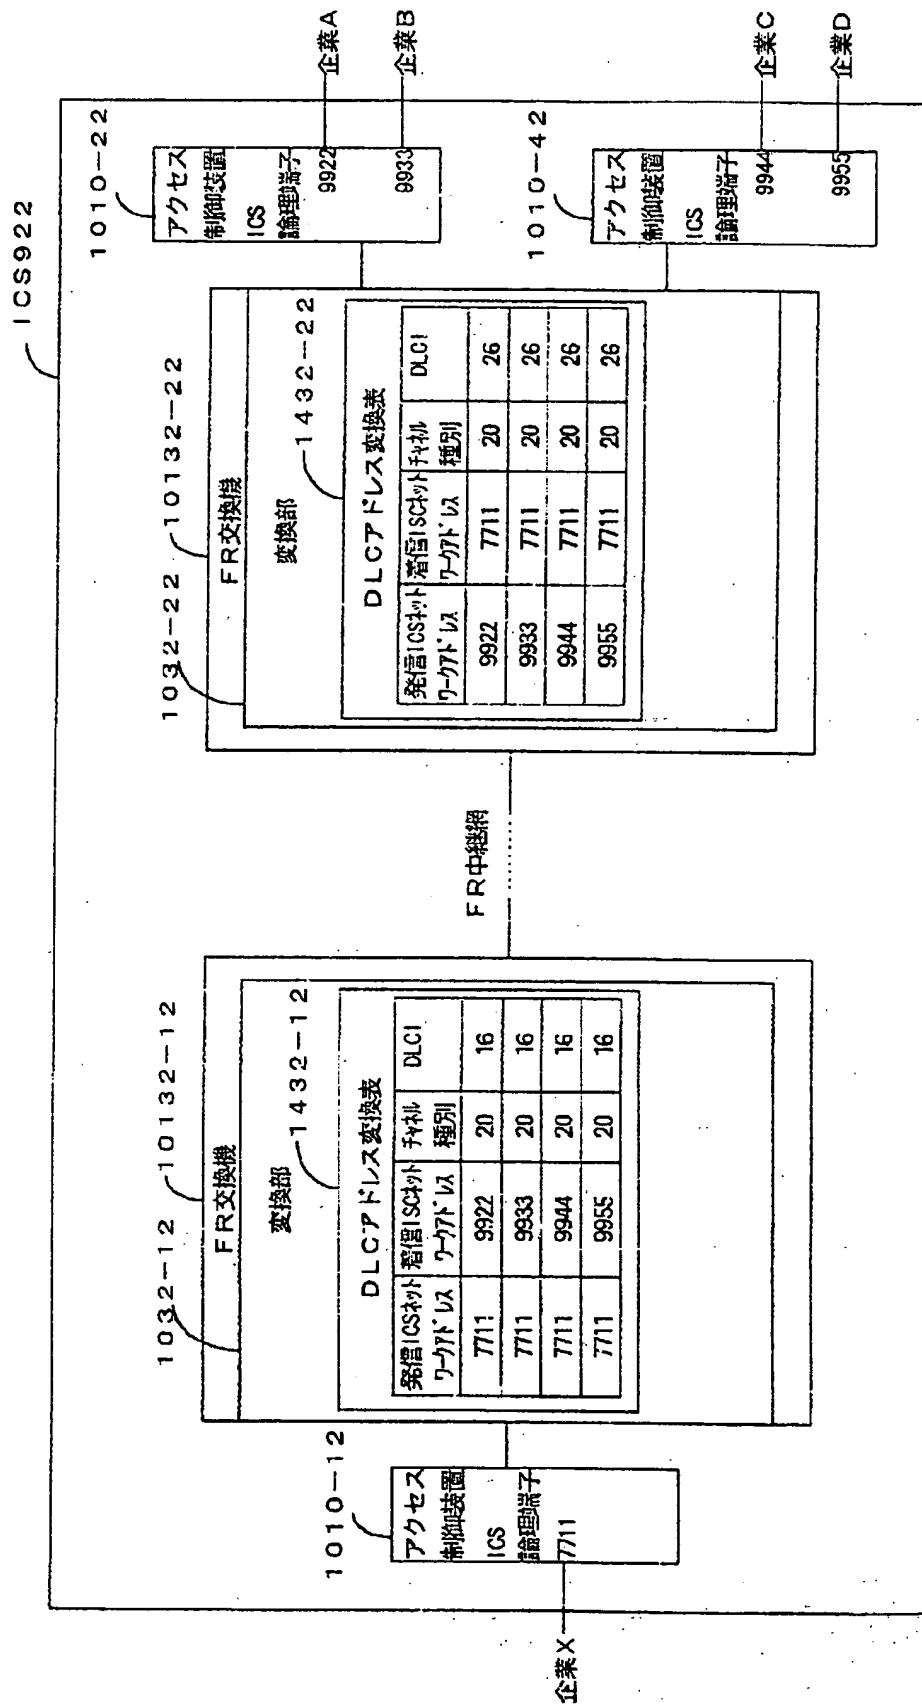 ICS922
1010-12
アクセス
制御装置
ICS
論理端子
7711
企業X
1032-12
10132-12
FR交換機
変換部
1432-12
DLCアドレス変換表
発信ICSネット
ワークアドレス
着信ISCネット
ワークアドレス
チャネル
種別
DLCI
7711 9922 20 16
7711 9933 20 16
7711 9944 20 16
7711 9955 20 16
FR中継網
1032-22
10132-22
FR交換機
変換部
1432-22
DLCアドレス変換表
発信ICSネット
ワークアドレス
着信ISCネット
ワークアドレス
チャネル
種別
DLCI
9922 7711 20 26
9933 7711 20 26
9944 7711 20 26
9955 7711 20 26
1010-22
アクセス
制御装置
ICS
論理端子
9922
9933
企業A
企業B
1010-42
アクセス
制御装置
ICS
論理端子
9944
9955
企業C
企業D